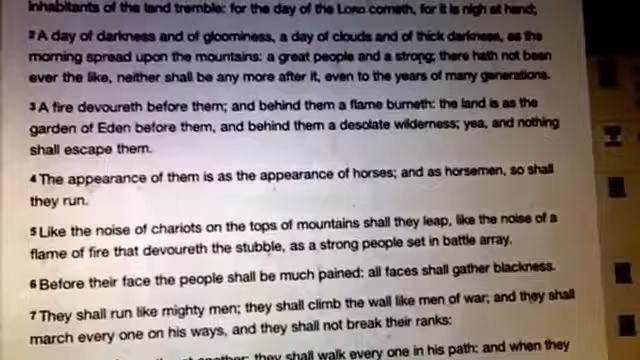 inhabitants of the land tremble: for the day of the LORD cometh, for it is nigh at hand;
2 A day of darkness and of gloominess, a day of clouds and of thick darkness, as the
morning spread upon the mountains: a great people and a strong; there hath not been
ever the like, neither shall be any more after it, even to the years of many generations.
3 A fire devoureth before them; and behind them a flame burneth: the land is as the
garden of Eden before them, and behind them a desolate wilderness; yea, and nothing
shall escape them.
4 The appearance of them is as the appearance of horses; and as horsemen, so shall
they run.
5 Like the noise of chariots on the tops of mountains shall they leap, like the noise of a
flame of fire that devoureth the stubble, as a strong people set in battle array.
6 Before their face the people shall be much pained: all faces shall gather blackness.
7 They shall run like mighty men; they shall climb the wall like men of war; and they shall
march every one on his ways, and they shall not break their ranks:
another; they shall walk every one in his path: and when they